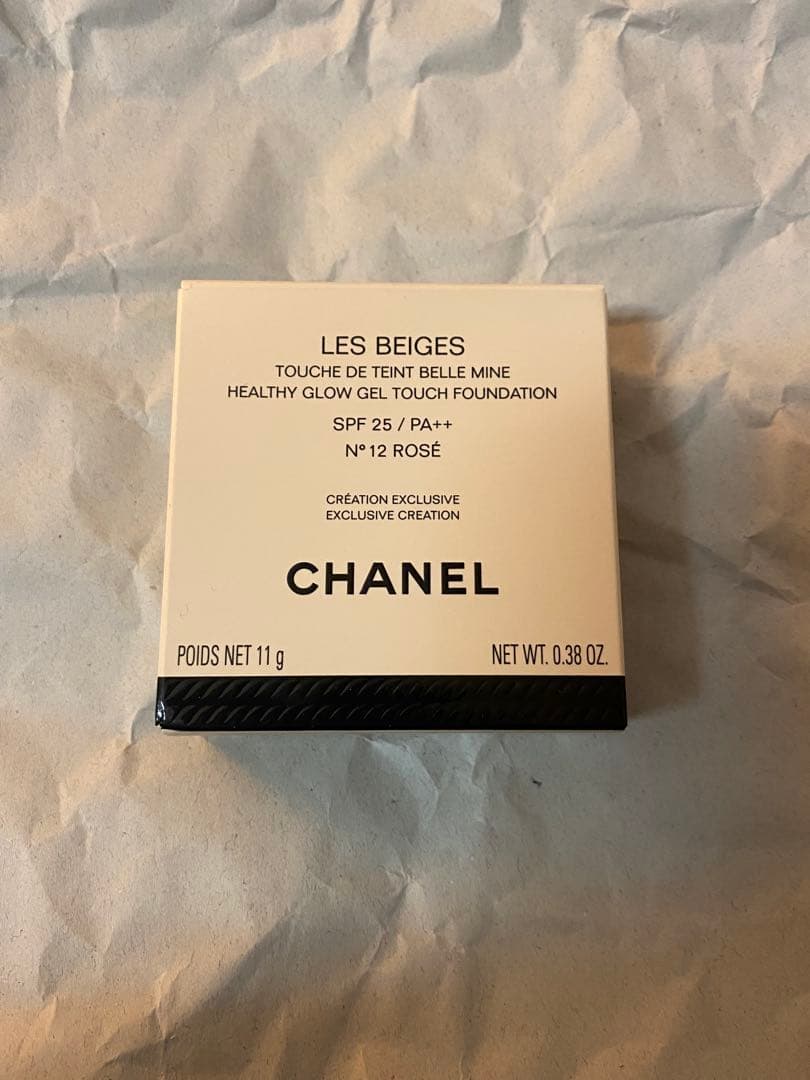 LES BEIGES
TOUCHE DE TEINT BELLE MINE
HEALTHY GLOW GEL TOUCH FOUNDATION
SPF 25 / PA++
N° 12 ROSÉ
CRÉATION EXCLUSIVE
EXCLUSIVE CREATION
CHANEL
POIDS NET 11 g
NET WT. 0.38 OZ.